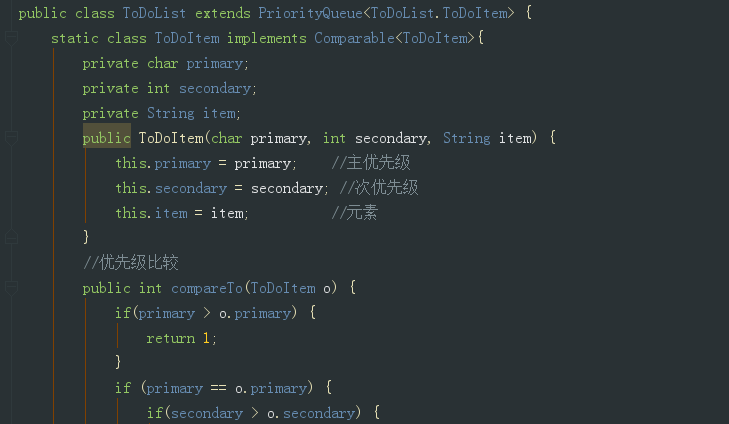 public class ToDoList extends PriorityQueue<ToDoList.ToDoItem> {
static class ToDoItem implements Comparable<ToDoItem>{
private char primary;
private int secondary;
private String item;
public ToDoItem(char primary, int secondary, String item) {
this.primary = primary; //主优先级
this.secondary = secondary; //次优先级
this.item = item; //元素
}
//优先级比较
public int compareTo(ToDoItem o) {
if(primary > o.primary) {
return 1;
}
if (primary == o.primary) {
if(secondary > o.secondary) {